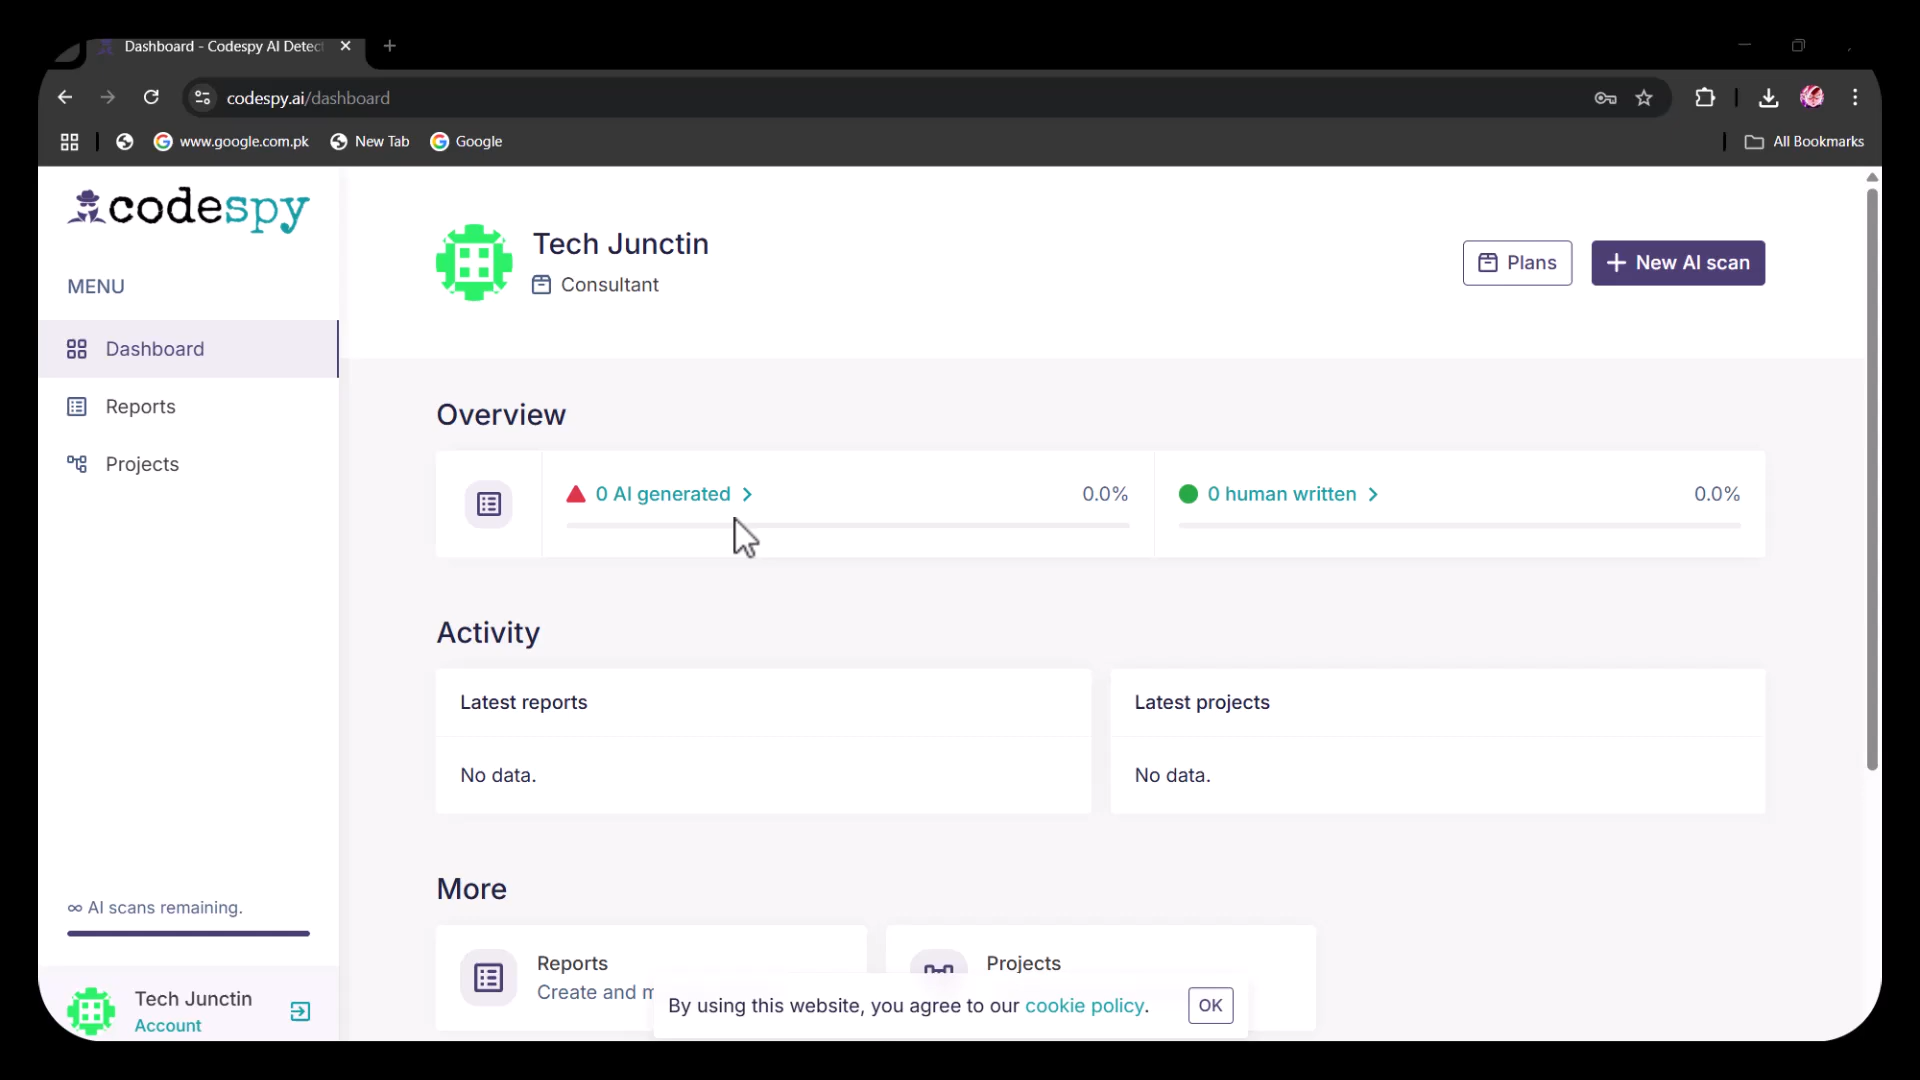 Dashboard - Codespy AI Detect
codespy.ai/dashboard
www.google.com.pk
New Tab
Google
All Bookmarks
codespy
MENU
Dashboard
Reports
Projects
∞ AI scans remaining.
Tech Junctin
Account
Tech Junctin
Consultant
Plans
+ New AI scan
Overview
0 AI generated > 0.0%
0 human written > 0.0%
Activity
Latest reports
No data.
Latest projects
No data.
More
Reports
Create and m
Projects
By using this website, you agree to our cookie policy.
OK